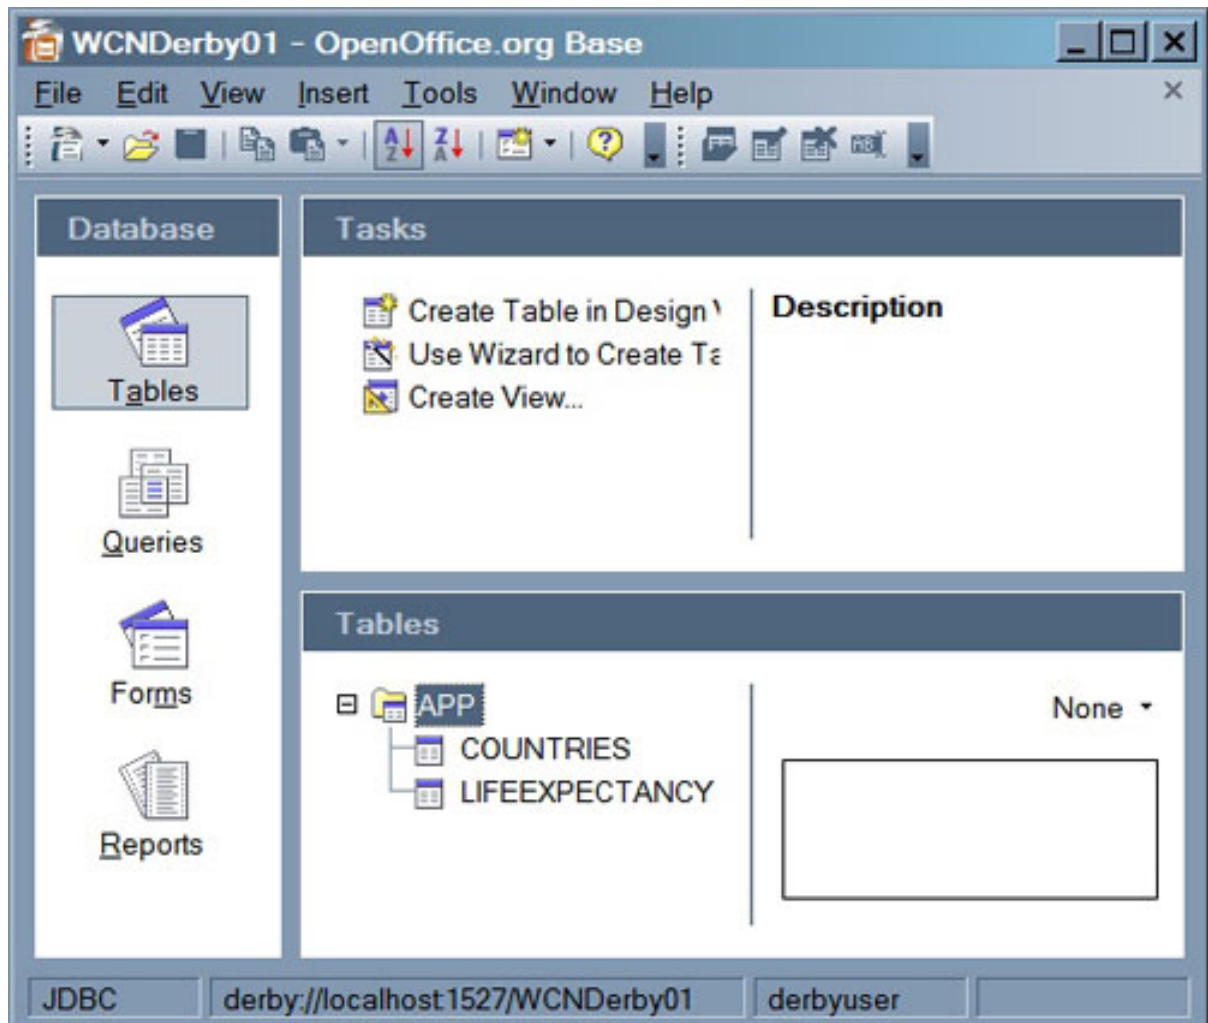 WCNDerby01 - OpenOffice.org Base
File Edit View Insert Tools Window Help
Database
Tables
Queries
Forms
Reports
Tasks
Create Table in Design
Use Wizard to Create Ta
Create View...
Description
Tables
APP
COUNTRIES
LIFEEXPECTANCY
None
JDBC derby://localhost:1527/WCNDerby01 derbyuser